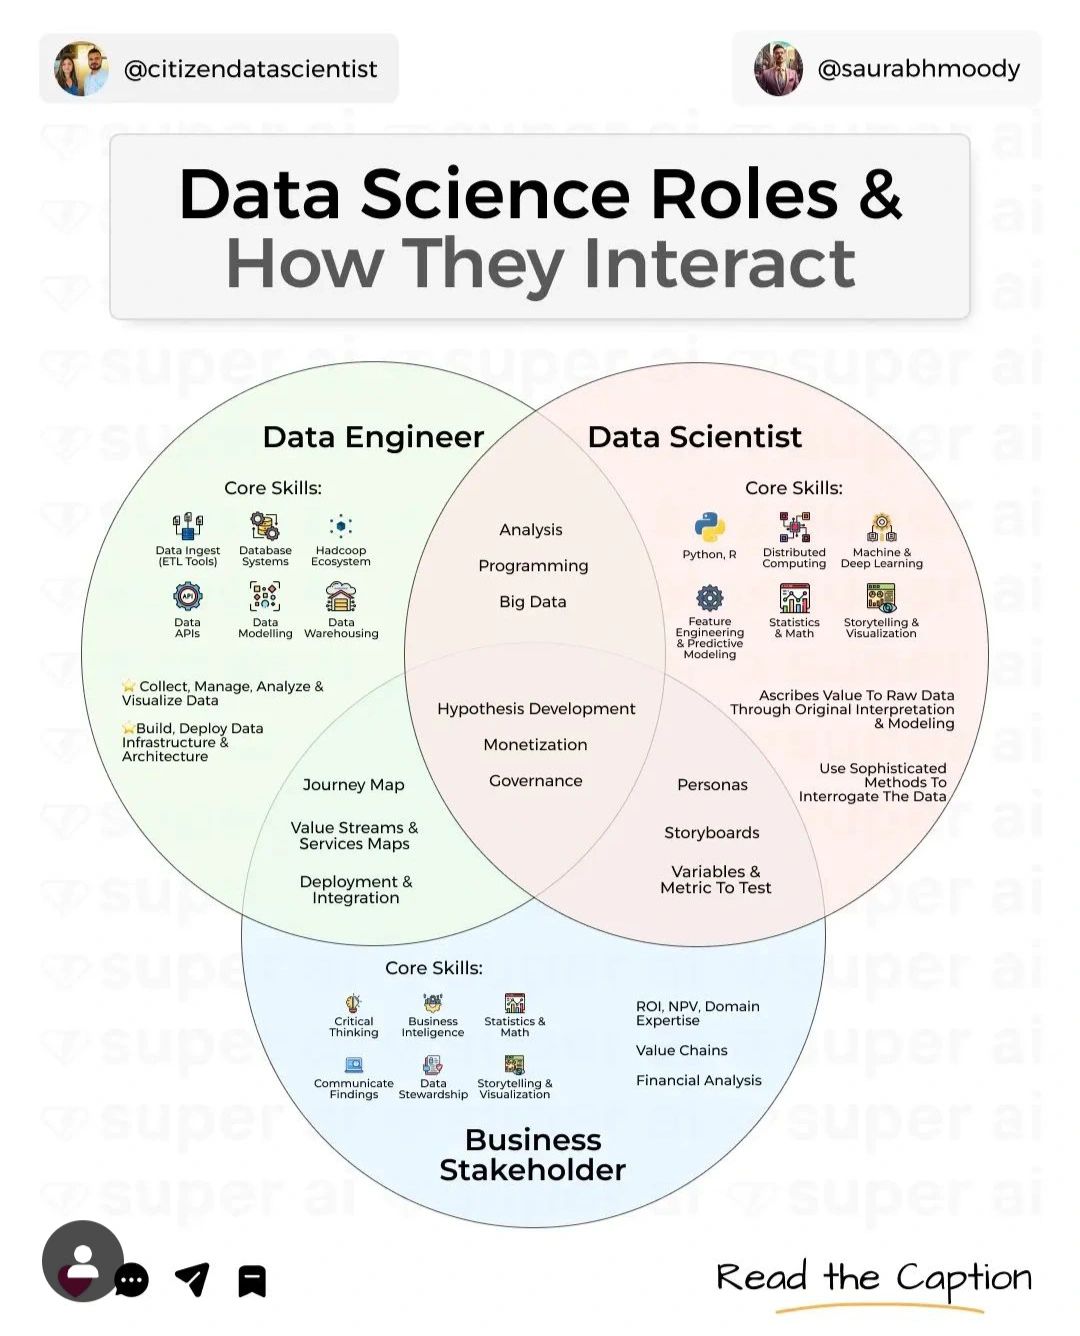 @citizendatascientist
@saurabhmoody
Data Science Roles &
How They Interact
Data Engineer
Core Skills:
Data Ingest
(ETL Tools)
Database
Systems
Hadcoop
Ecosystem
Data
APIs
Data
Modelling
Data
Warehousing
Collect, Manage, Analyze &
Visualize Data
Build, Deploy Data
Infrastructure &
Architecture
Analysis
Programming
Big Data
Data Scientist
Core Skills:
Python, R
Distributed
Computing
Machine &
Deep Learning
Feature
Engineering
& Predictive
Modeling
Statistics
& Math
Storytelling &
Visualization
Ascribes Value To Raw Data
Through Original Interpretation
& Modeling
Use Sophisticated
Methods To
Interrogate The Data
Hypothesis Development
Monetization
Governance
Journey Map
Value Streams &
Services Maps
Deployment &
Integration
Personas
Storyboards
Variables &
Metric To Test
Core Skills:
Critical
Thinking
Business
Inteligence
Statistics &
Math
Communicate
Findings
Data
Stewardship
Storytelling &
Visualization
ROI, NPV, Domain
Expertise
Value Chains
Financial Analysis
Business
Stakeholder
Read the Caption
super ai